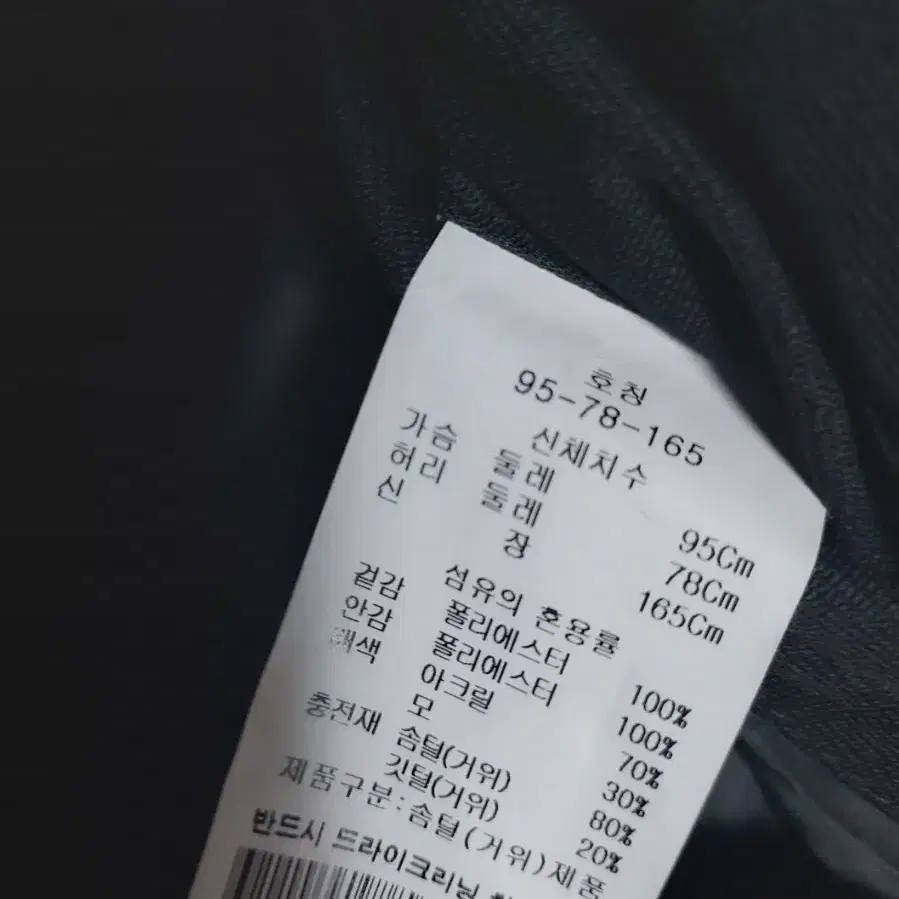 호칭
95-78-165
신체치수
가슴 둘레 95Cm
허리 둘레 78Cm
신 장 165Cm
섬유의 혼용률
겉감 폴리에스터 100%
안감 폴리에스터 100%
배색 아크릴 70%
모 30%
충전재 솜털(거위) 80%
깃털(거위) 20%
제품구분:솜털(거위)제품
반드시 드라이크리닝